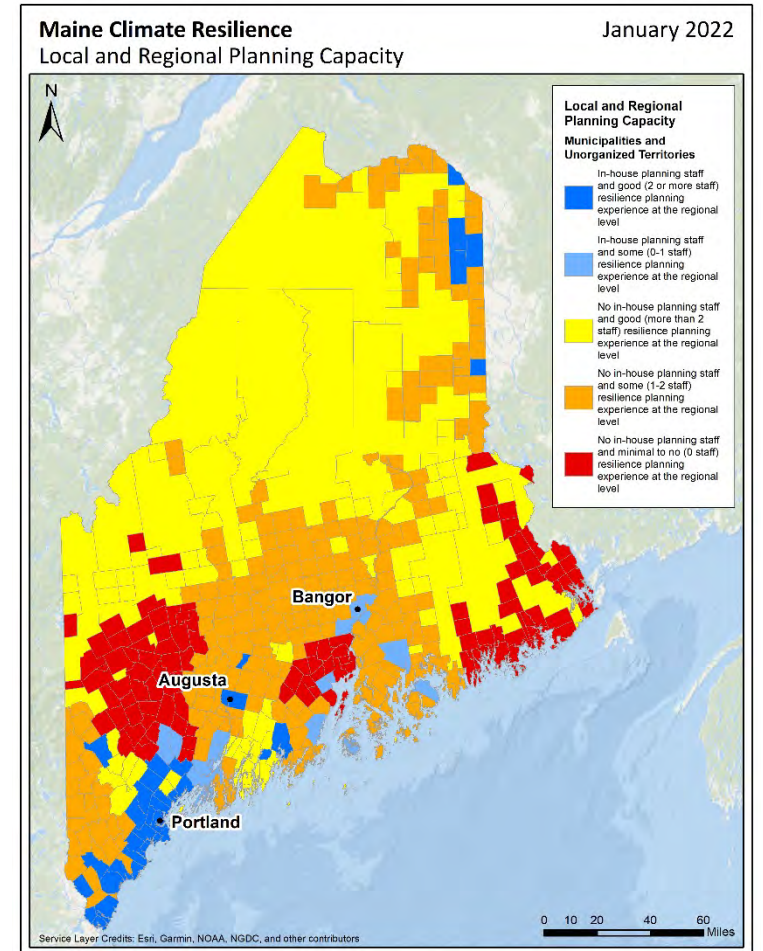 Maine Climate Resilience
January 2022
Local and Regional Planning Capacity
N
Local and Regional
Planning Capacity
Municipalities and
Unorganized Territories
In-house planning staff
and good (2 or more staff)
resilience planning
experience at the regional
level
In-house planning staff
and some (0-1 staff)
resilience planning
experience at the regional
level
No in-house planning staff
and good (more than 2
staff) resilience planning
experience at the regional
level
No in-house planning staff
and some (1-2 staff)
resilience planning
experience at the regional
level
No in-house planning staff
and minimal to no (0 staff)
resilience planning
experience at the regional
level
Bangor
Augusta
Portland
0 10 20 40 60
Miles
Service Layer Credits: Esri, Garmin, NOAA, NGDC, and other contributors